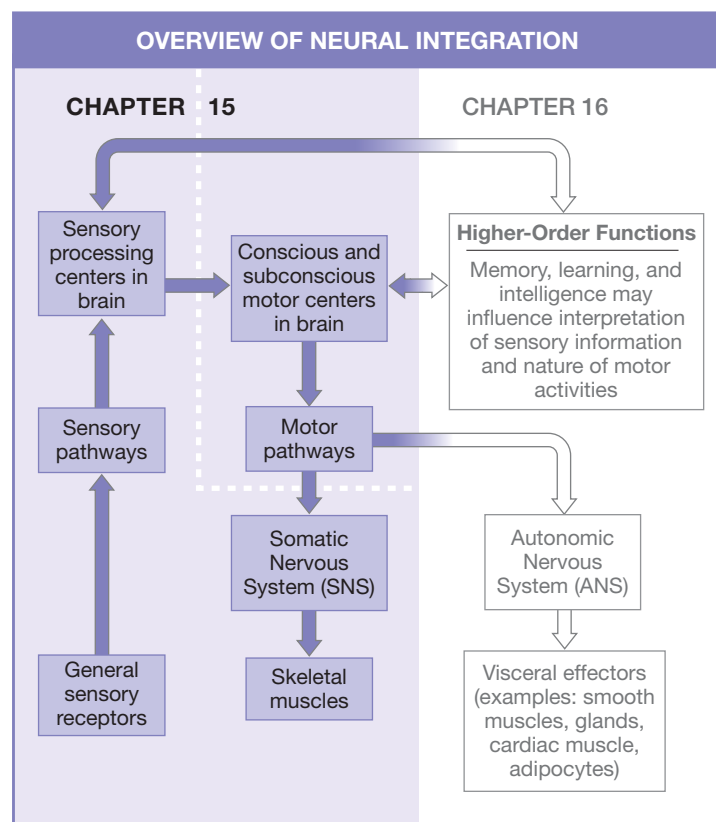 OVERVIEW OF NEURAL INTEGRATION
CHAPTER 15
CHAPTER 16
Sensory
processing
centers in
brain
Conscious and
subconscious
motor centers
in brain
Higher-Order Functions
Memory, learning, and
intelligence may
influence interpretation
of sensory information
and nature of motor
activities
Sensory
pathways
Motor
pathways
Somatic
Nervous
System (SNS)
Autonomic
Nervous
System (ANS)
General
sensory
receptors
Skeletal
muscles
Visceral effectors
(examples: smooth
muscles, glands,
cardiac muscle,
adipocytes)